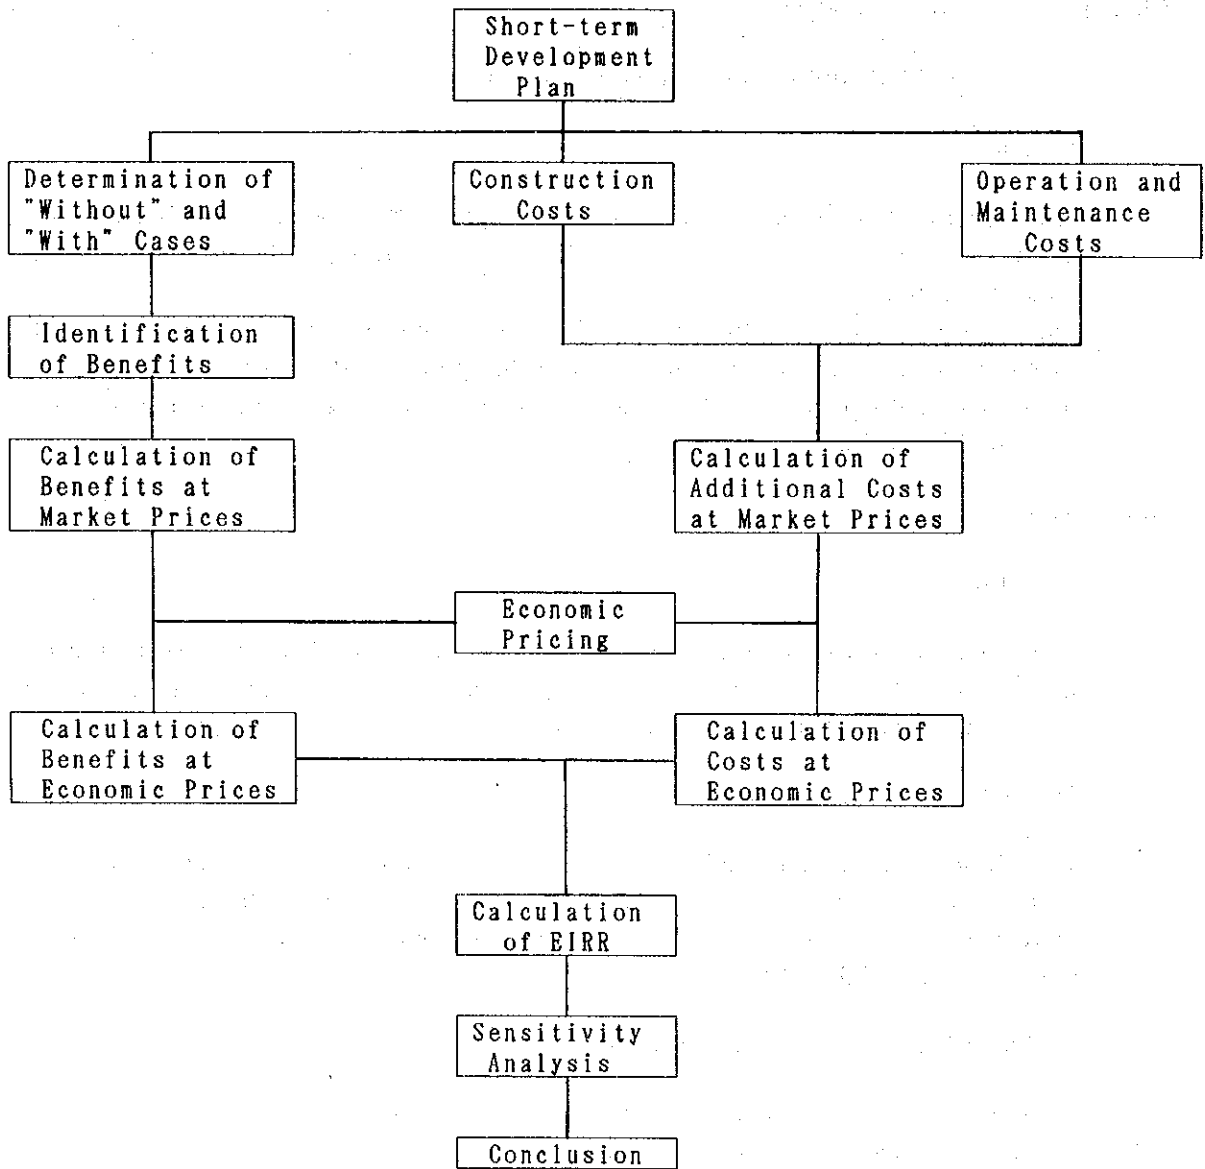 Short-term
Development
Plan
Determination of
"Without" and
"With" Cases
Construction
Costs
Operation and
Maintenance
Costs
Identification
of Benefits
Calculation of
Benefits at
Market Prices
Calculation of
Additional Costs
at Market Prices
Economic
Pricing
Calculation of
Benefits at
Economic Prices
Calculation of
Costs at
Economic Prices
Calculation
of EIRR
Sensitivity
Analysis
Conclusion